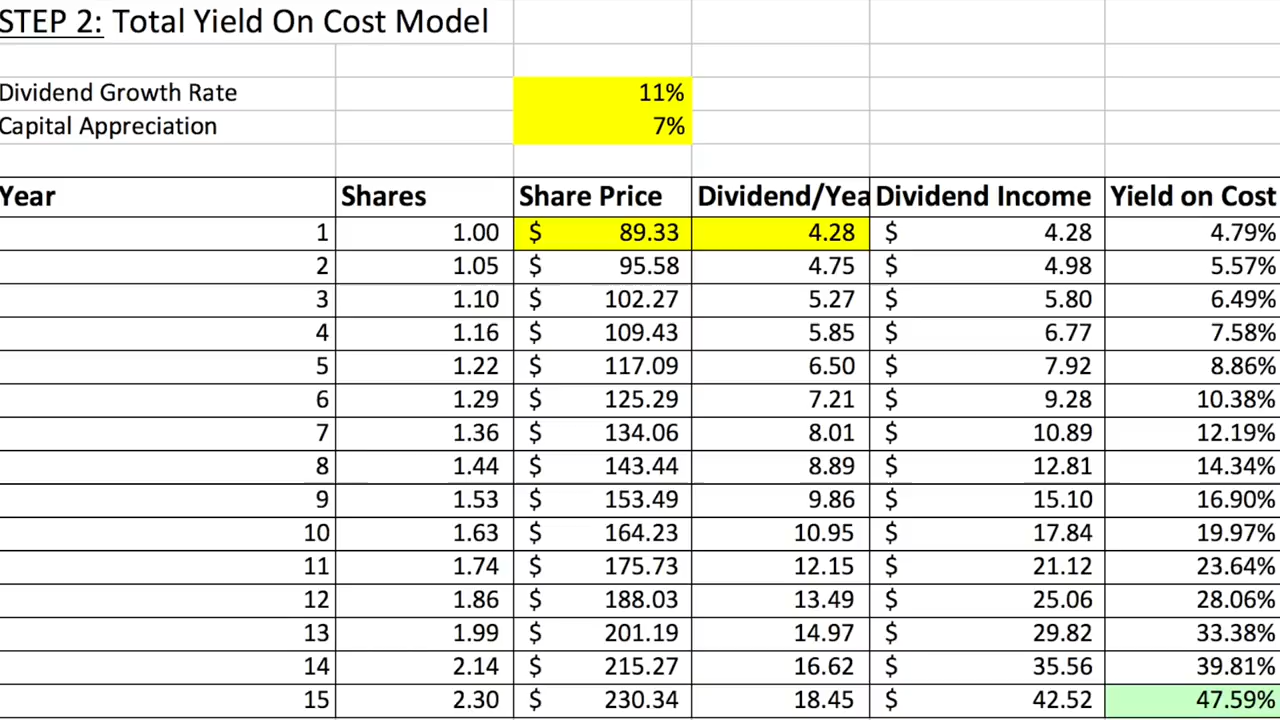 STEP 2: Total Yield On Cost Model
Dividend Growth Rate 11%
Capital Appreciation 7%
Year Shares Share Price Dividend/Yea Dividend Income Yield on Cost
1 1.00 $ 89.33 4.28 $ 4.28 4.79%
2 1.05 $ 95.58 4.75 $ 4.98 5.57%
3 1.10 $ 102.27 5.27 $ 5.80 6.49%
4 1.16 $ 109.43 5.85 $ 6.77 7.58%
5 1.22 $ 117.09 6.50 $ 7.92 8.86%
6 1.29 $ 125.29 7.21 $ 9.28 10.38%
7 1.36 $ 134.06 8.01 $ 10.89 12.19%
8 1.44 $ 143.44 8.89 $ 12.81 14.34%
9 1.53 $ 153.49 9.86 $ 15.10 16.90%
10 1.63 $ 164.23 10.95 $ 17.84 19.97%
11 1.74 $ 175.73 12.15 $ 21.12 23.64%
12 1.86 $ 188.03 13.49 $ 25.06 28.06%
13 1.99 $ 201.19 14.97 $ 29.82 33.38%
14 2.14 $ 215.27 16.62 $ 35.56 39.81%
15 2.30 $ 230.34 18.45 $ 42.52 47.59%